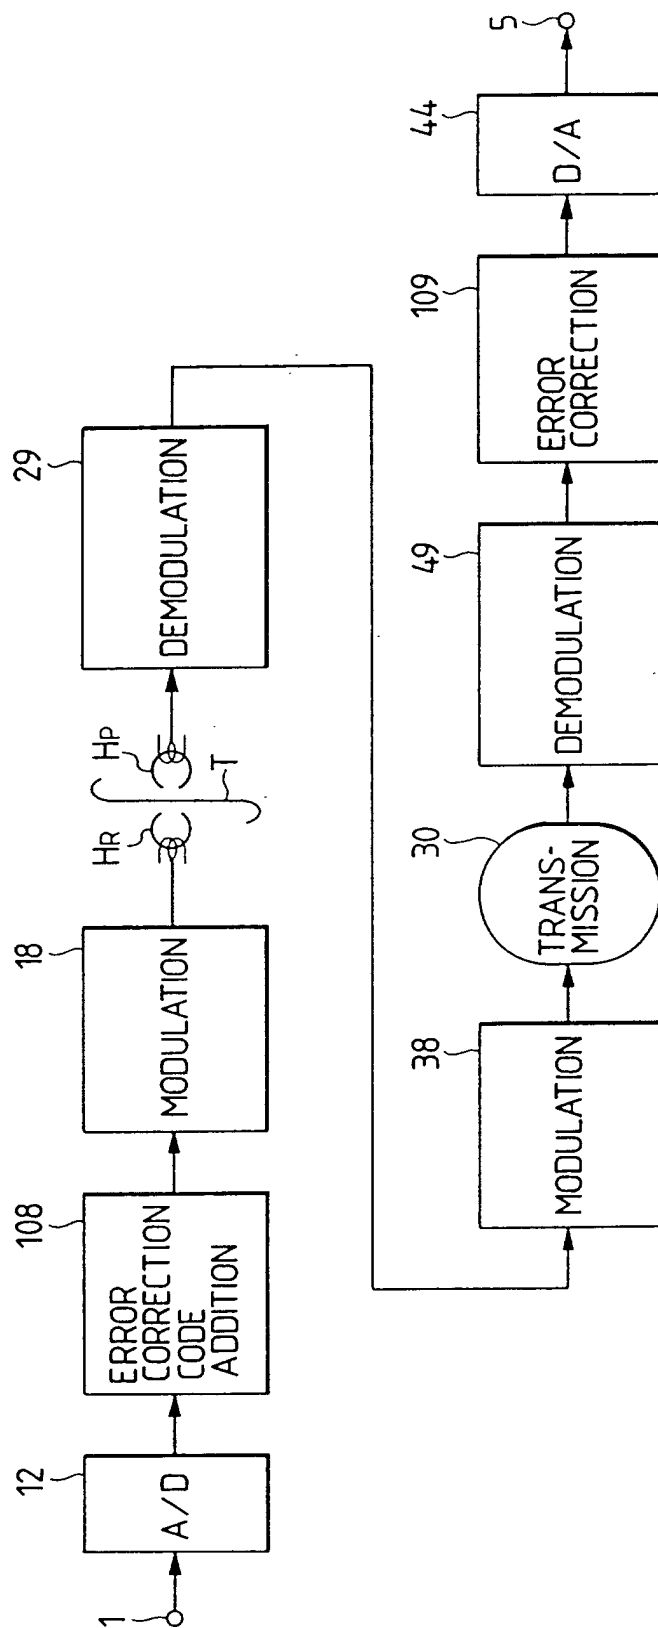 1
12
A/D
108
ERROR
CORRECTION
CODE
ADDITION
18
MODULATION
HR
HP
T
29
DEMODULATION
38
MODULATION
30
TRANS-
MISSION
49
DEMODULATION
109
ERROR
CORRECTION
44
D/A
5